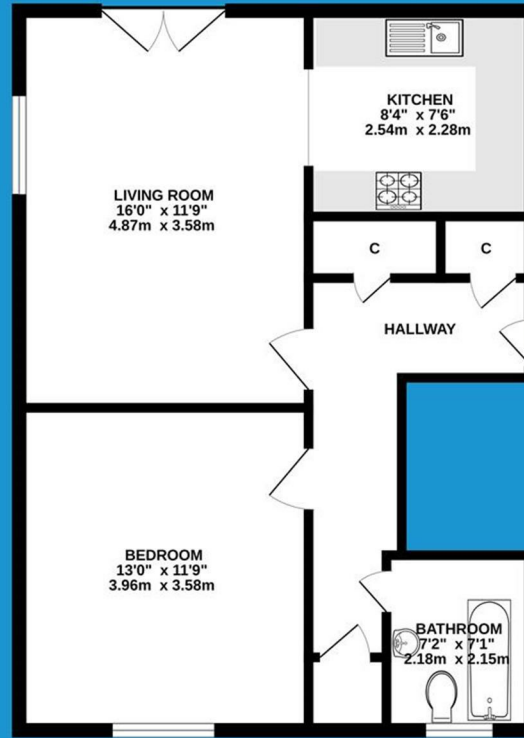 KITCHEN
8'4" x 7'6"
2.54m x 2.28m
LIVING ROOM
16'0" x 11'9"
4.87m x 3.58m
C
C
HALLWAY
BEDROOM
13'0" x 11'9"
3.96m x 3.58m
BATHROOM
7'2" x 7'1"
2.18m x 2.15m